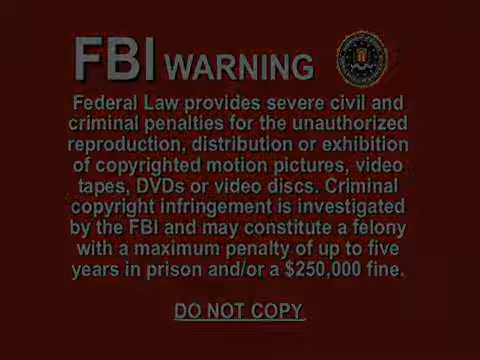 FBI WARNING
Federal Law provides severe civil and
criminal penalties for the unauthorized
reproduction, distribution or exhibition
of copyrighted motion pictures, video
tapes, DVDs or video discs. Criminal
copyright infringement is investigated
by the FBI and may constitute a felony
with a maximum penalty of up to five
years in prison and/or a $250,000 fine.
DO NOT COPY